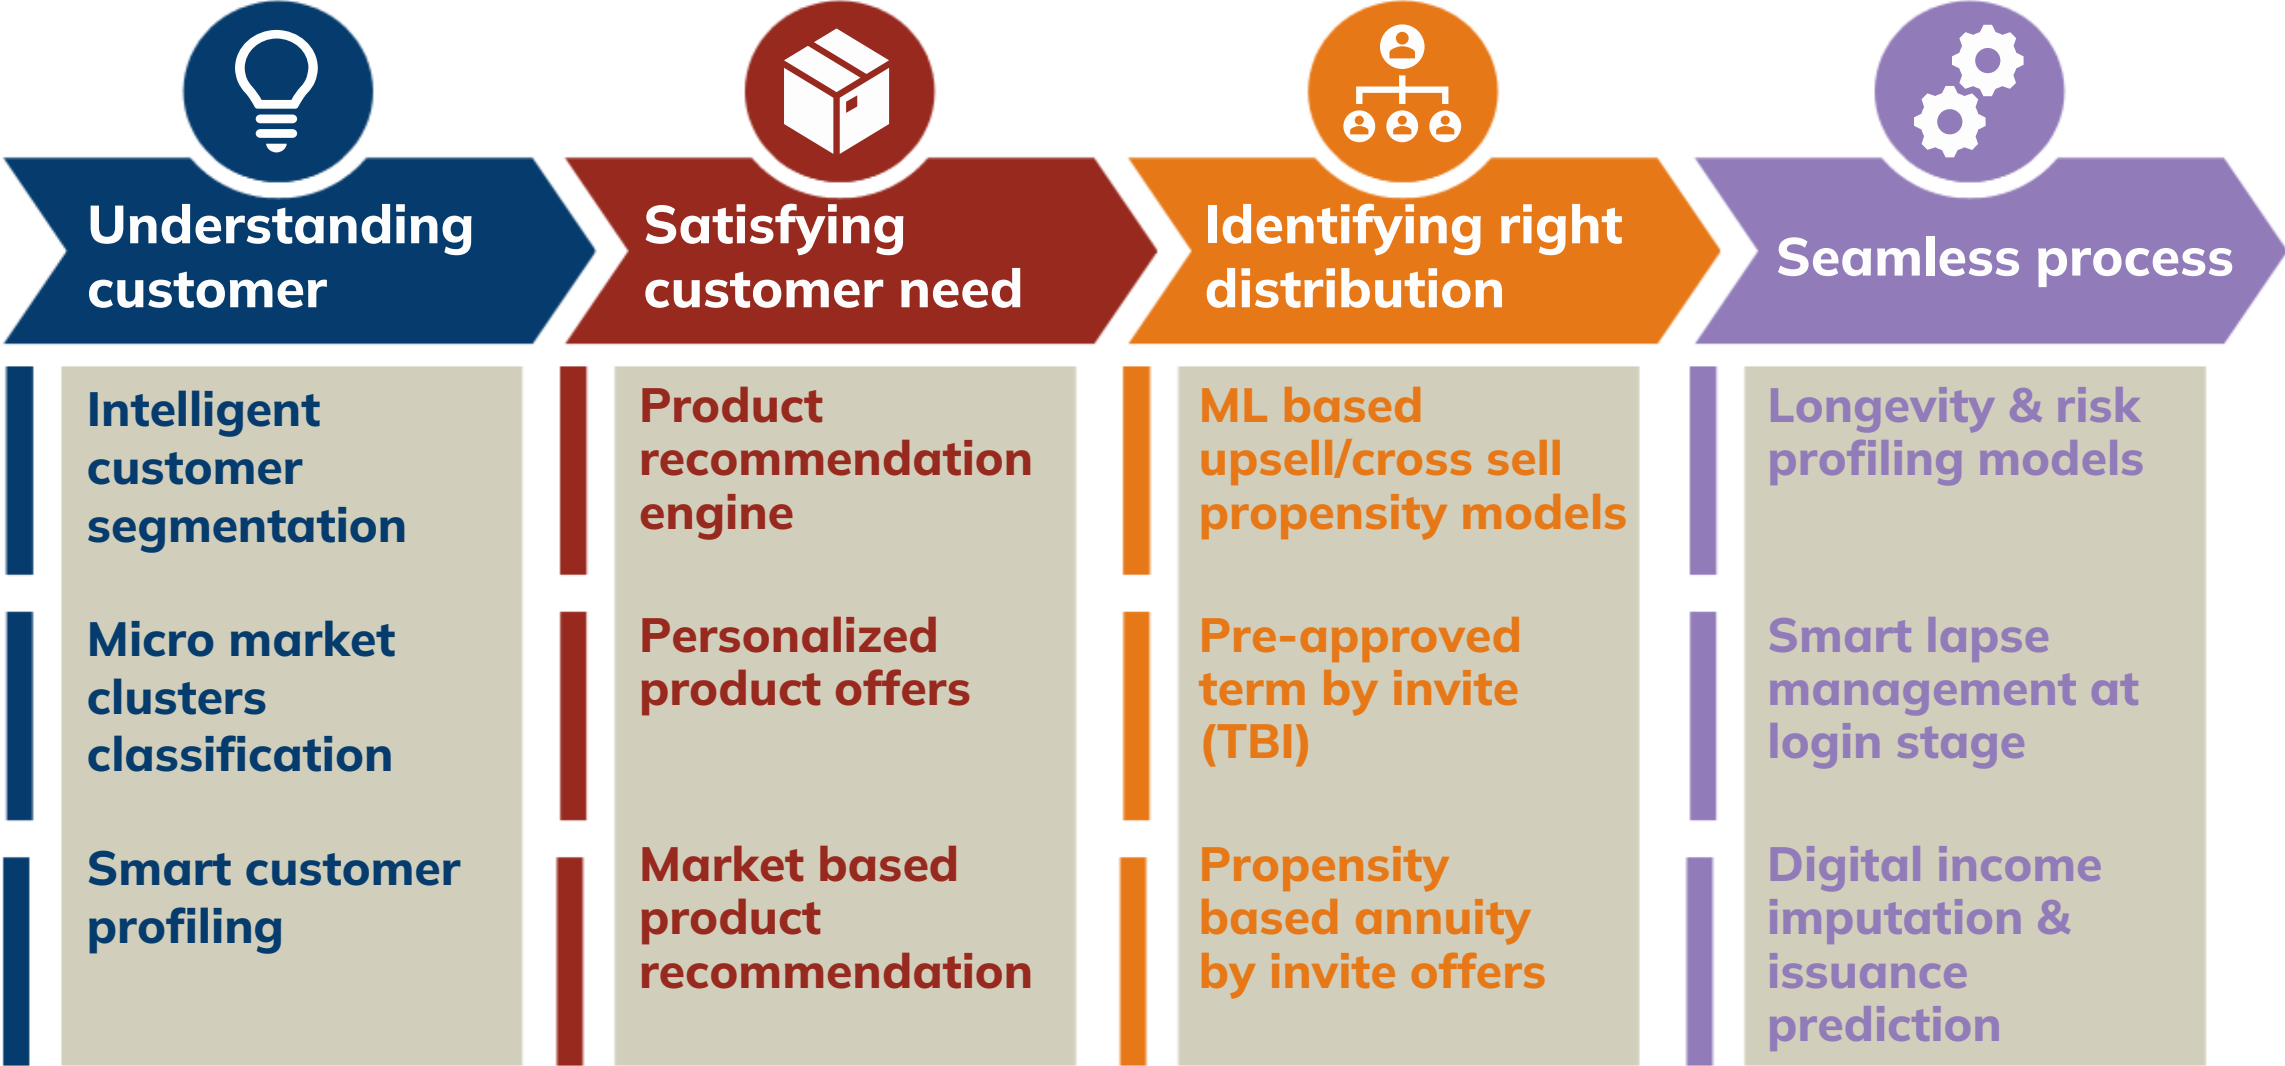 Understanding
customer
Intelligent
customer
segmentation
Micro market
clusters
classification
Smart customer
profiling
Satisfying
customer need
Product
recommendation
engine
Personalized
product offers
Market based
product
recommendation
Identifying right
distribution
ML based
upsell/cross sell
propensity models
Pre-approved
term by invite
(TBI)
Propensity
based annuity
by invite offers
Seamless process
Longevity & risk
profiling models
Smart lapse
management at
login stage
Digital income
imputation &
issuance
prediction